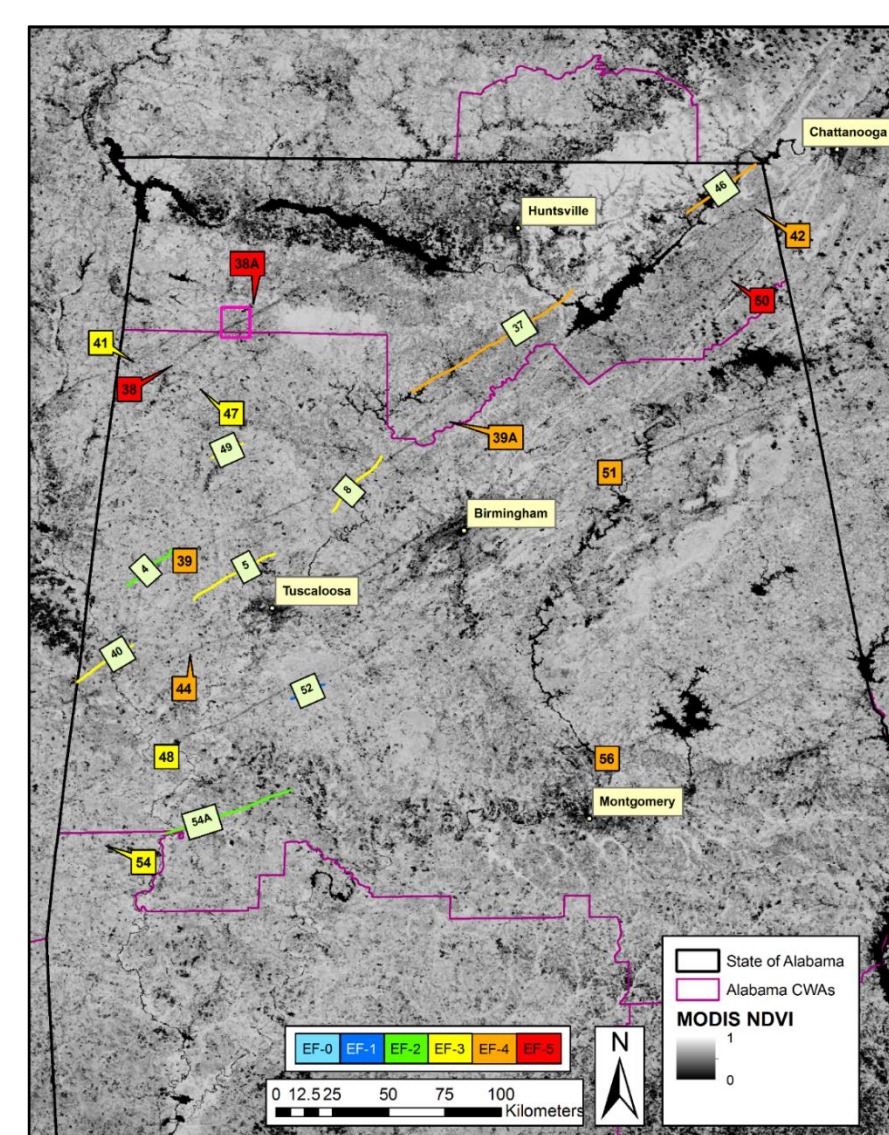 Chattanooga
46
Huntsville
42
38A
50
37
41
38
47
39A
49
51
8
Birmingham
39
4
5
Tuscaloosa
40
44
52
48
56
Montgomery
54A
54
State of Alabama
Alabama CWAs
MODIS NDVI
1
0
EF-0 EF-1 EF-2 EF-3 EF-4 EF-5
N
0 12.5 25 50 75 100
Kilometers